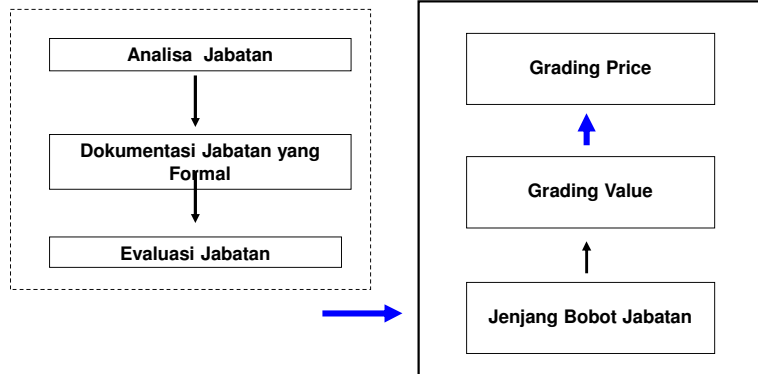 Analisa Jabatan
Dokumentasi Jabatan yang
Formal
Evaluasi Jabatan
Grading Price
Grading Value
Jenjang Bobot Jabatan